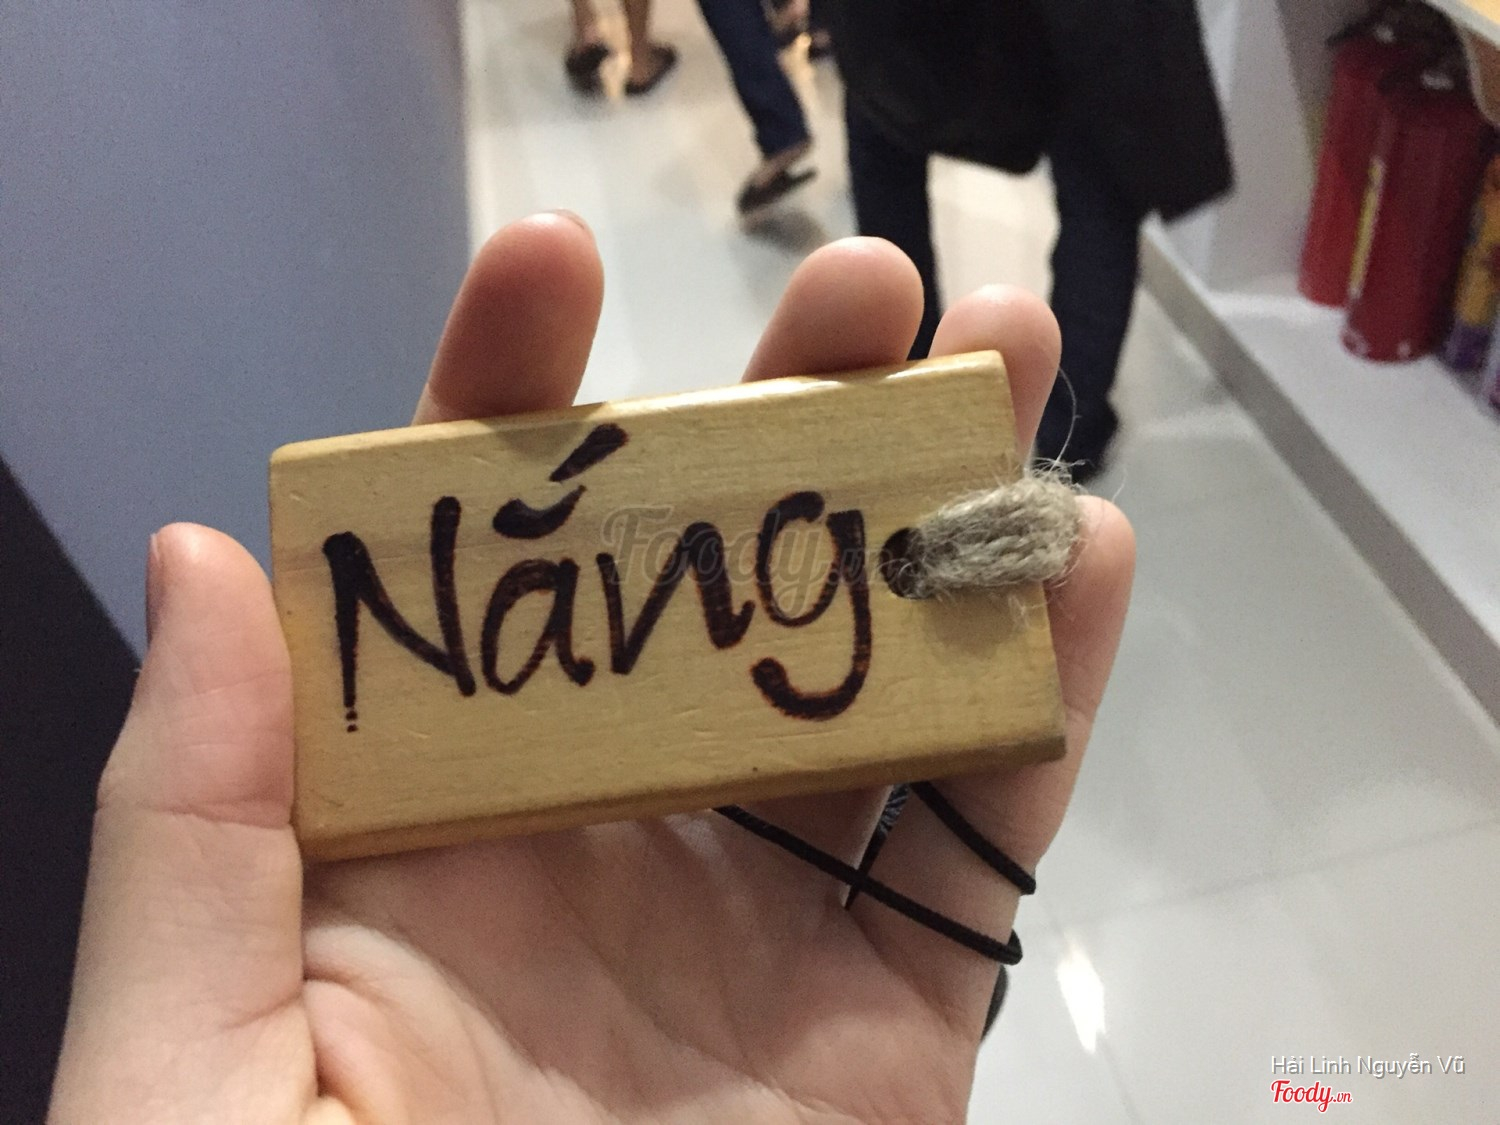 Nắng
Foody.vn
Hải Linh Nguyễn Vũ
Foody.vn